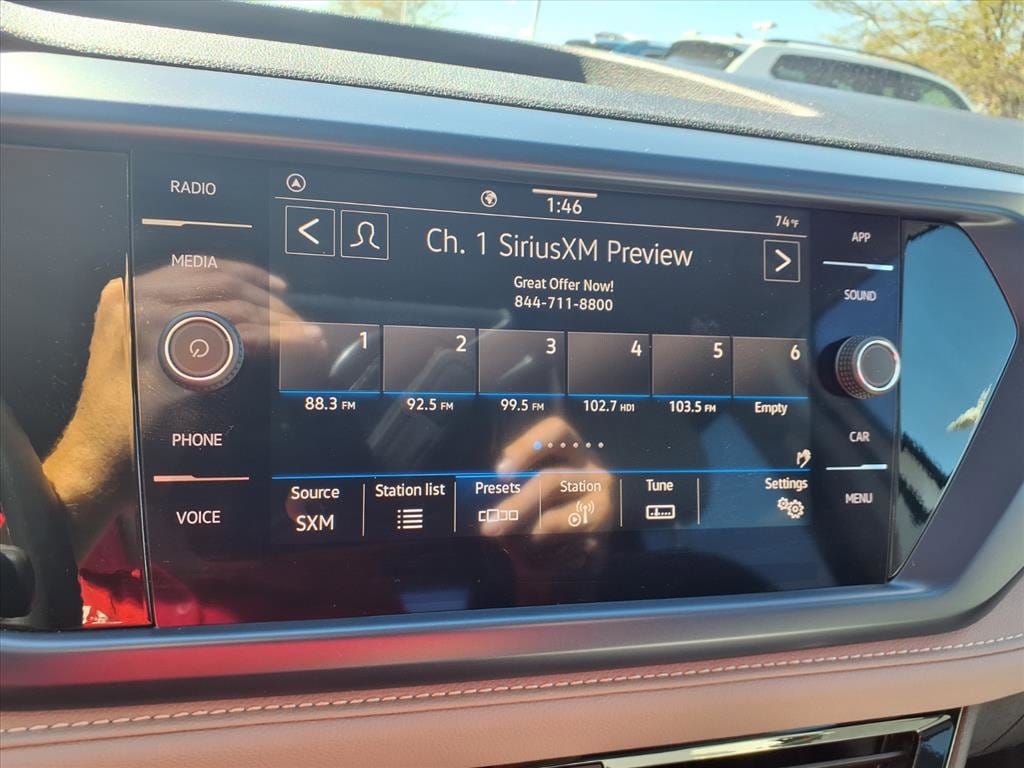 RADIO
MEDIA
PHONE
VOICE
1:46
74°F
Ch. 1 SiriusXM Preview
Great Offer Now!
844-711-8800
1 2 3 4 5 6
88.3 FM 92.5 FM 99.5 FM 102.7 HD1 103.5 FM Empty
Source Station list Presets Station Tune Settings
SXM
APP
SOUND
CAR
MENU